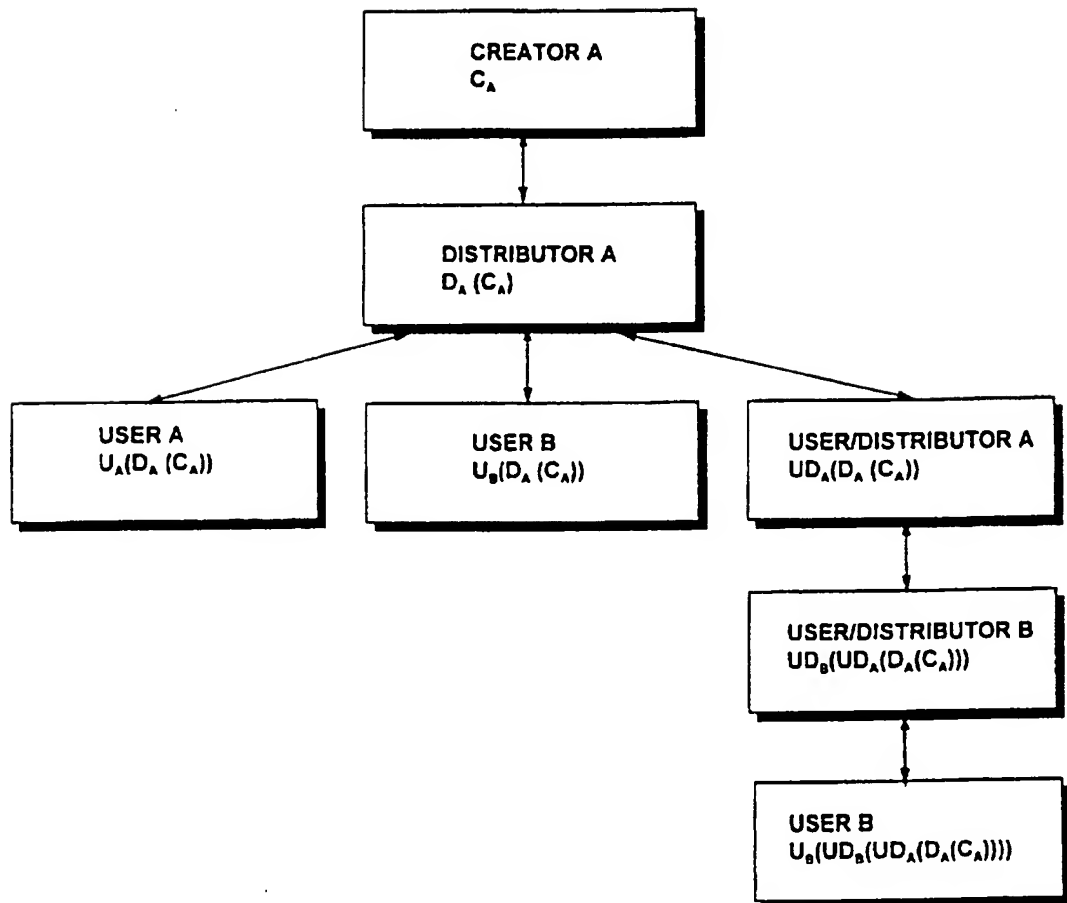 CREATOR A
C_A
DISTRIBUTOR A
D_A (C_A)
USER A
U_A(D_A (C_A))
USER B
U_B(D_A (C_A))
USER/DISTRIBUTOR A
UD_A(D_A (C_A))
USER/DISTRIBUTOR B
UD_B(UD_A(D_A(C_A)))
USER B
U_B(UD_B(UD_A(D_A(C_A))))